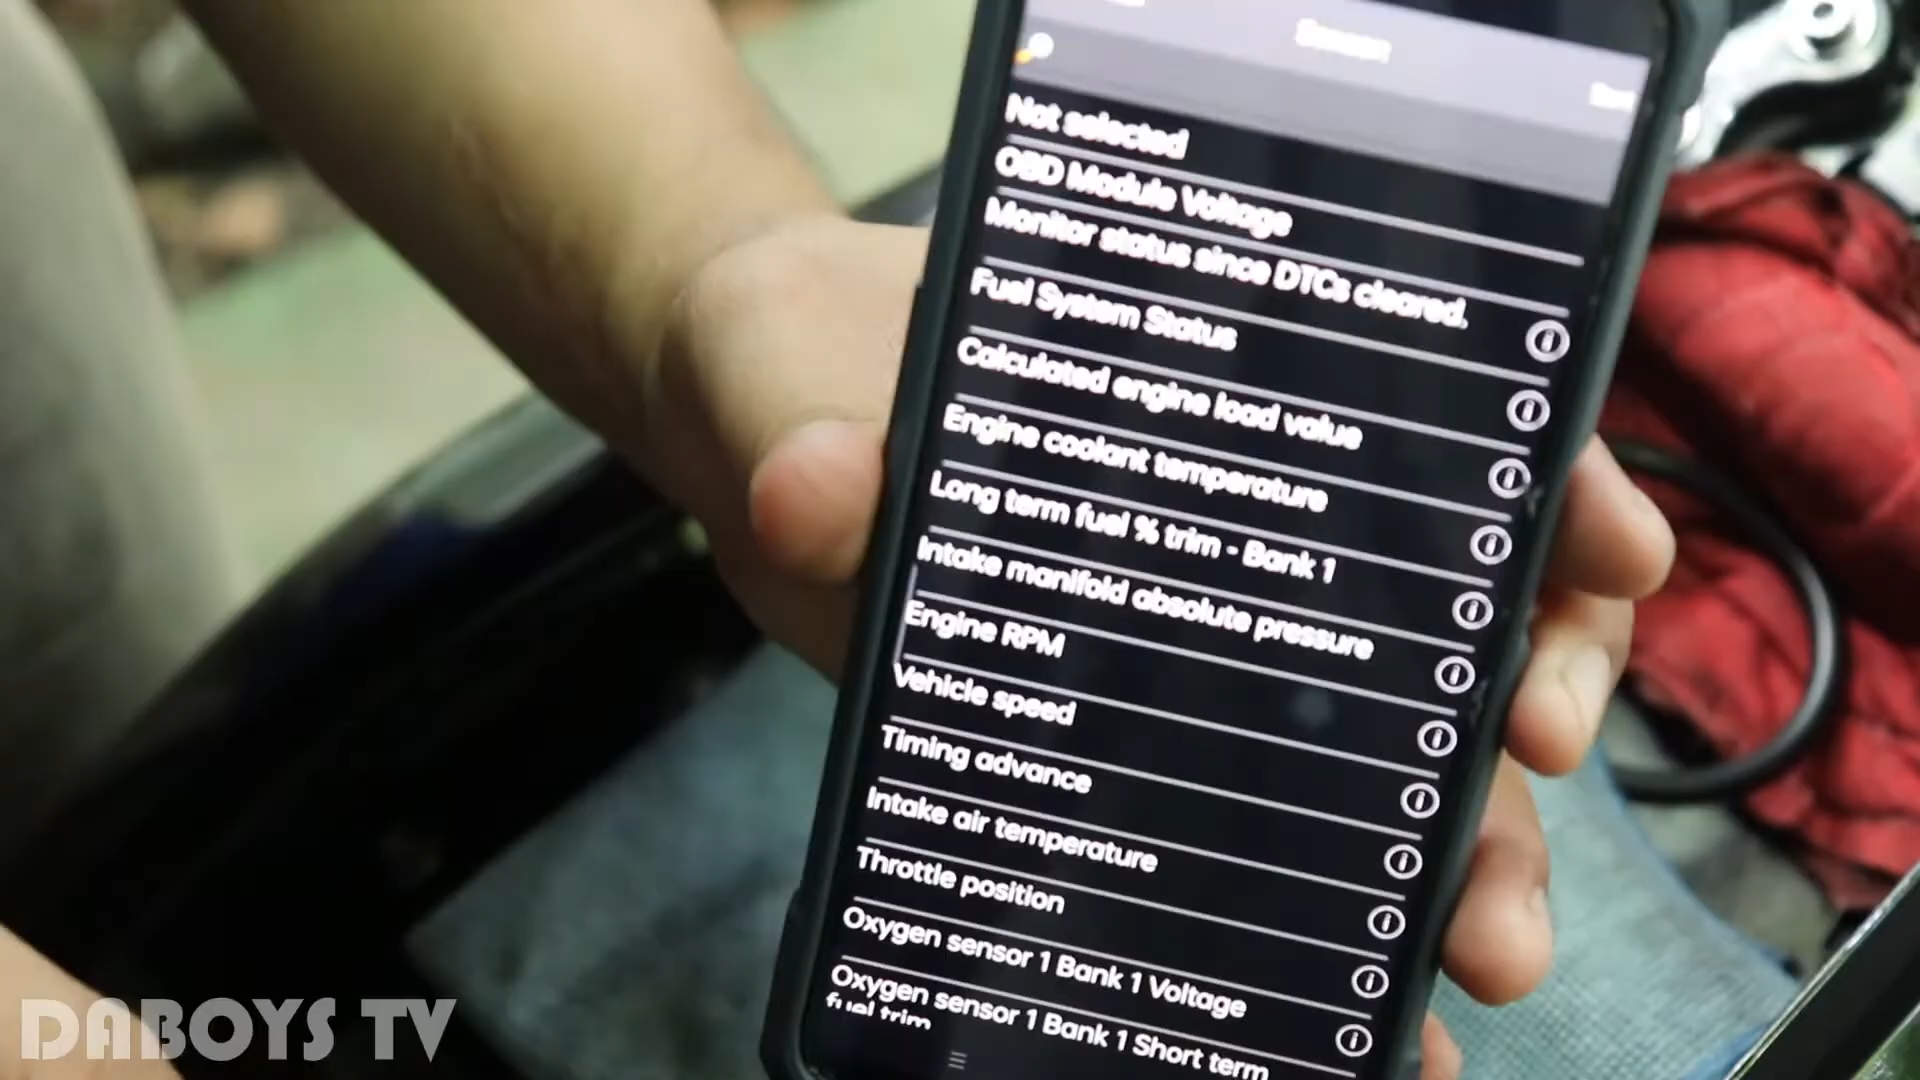 Not selected
OBD Module Voltage
Monitor status since DTCs cleared.
Fuel System Status
Calculated engine load value
Engine coolant temperature
Long term fuel % trim - Bank 1
Intake manifold absolute pressure
Engine RPM
Vehicle speed
Timing advance
Intake air temperature
Throttle position
Oxygen sensor 1 Bank 1 Voltage
Oxygen sensor 1 Bank 1 Short term
fuel trim
DABOYS TV